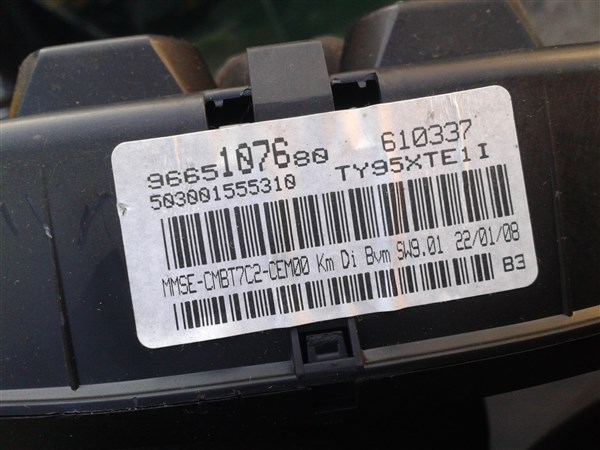 9665107680 610337
503001555310 TY95XTE1I
MMSE-CMBT7C2-CEM00 Km Di Bvm SW9.01 22/01/08
B3